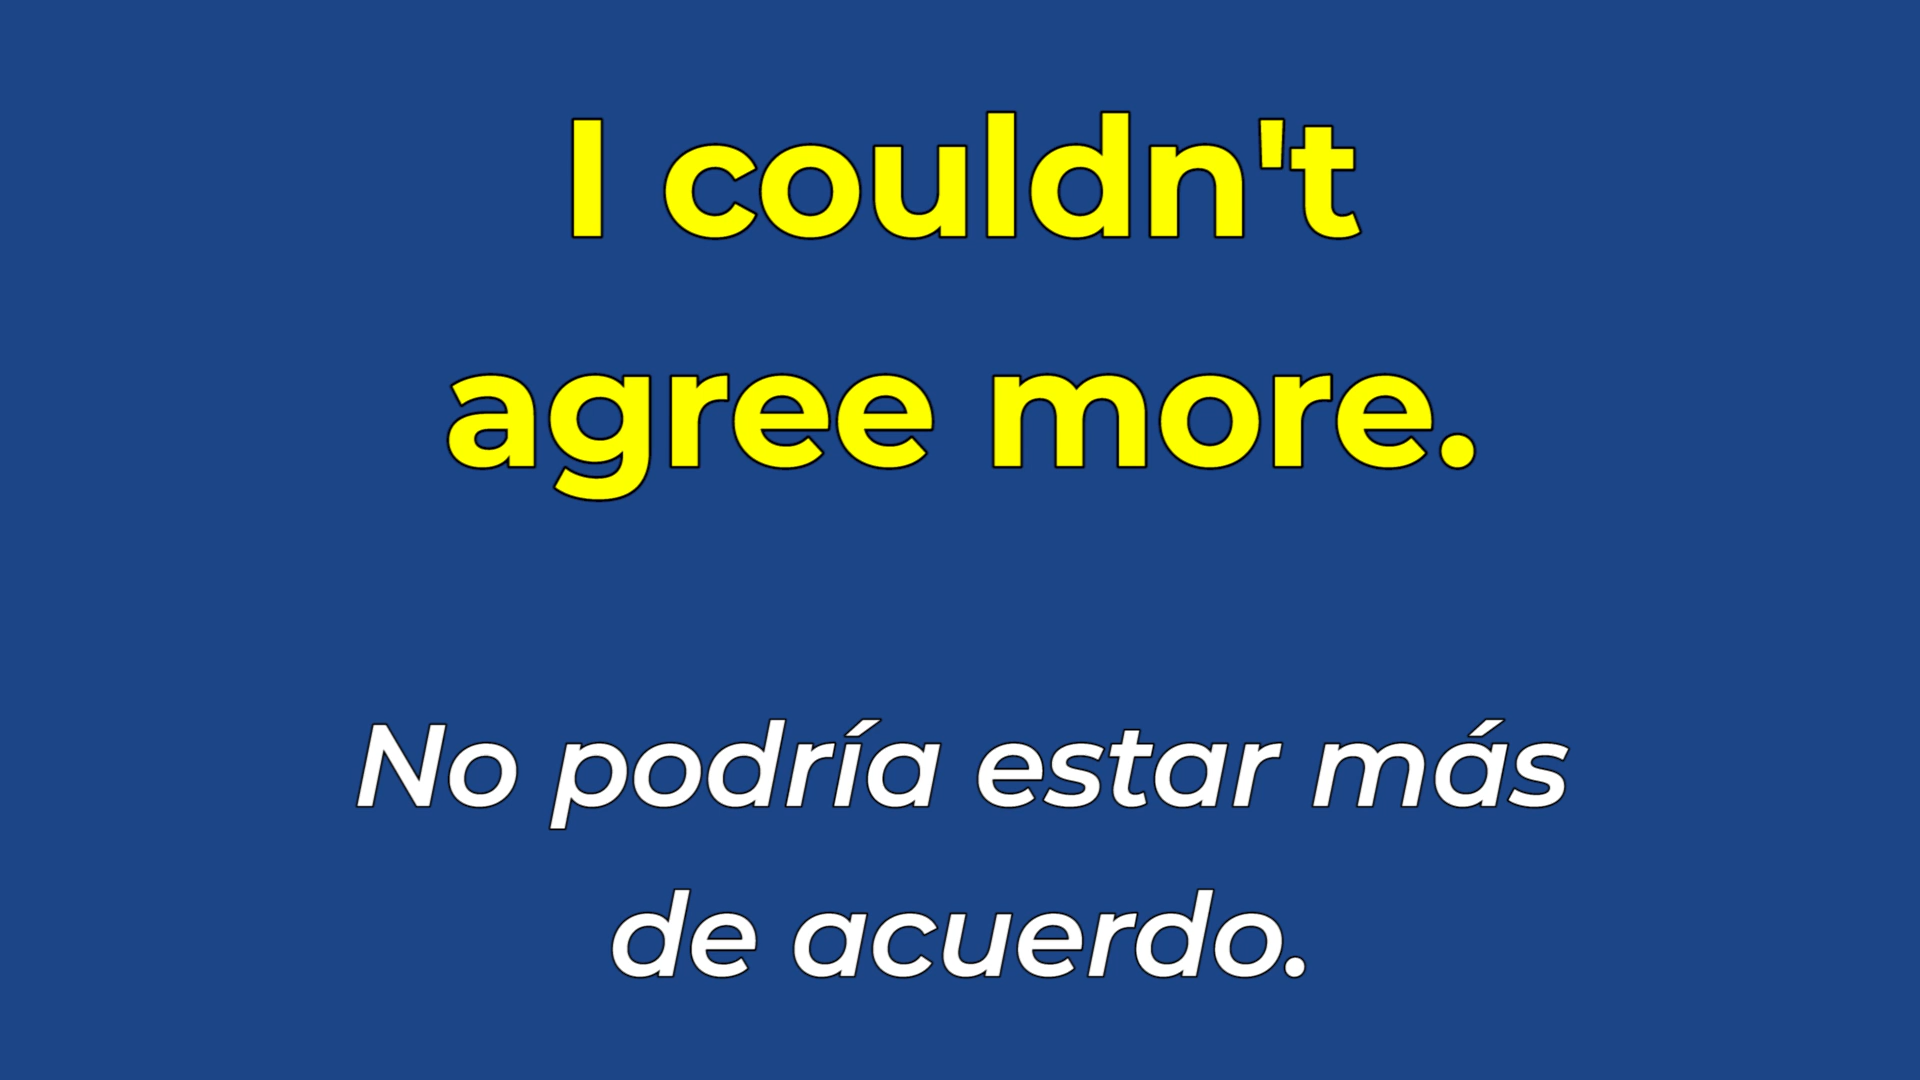 I couldn't
agree more.
No podría estar más
de acuerdo.